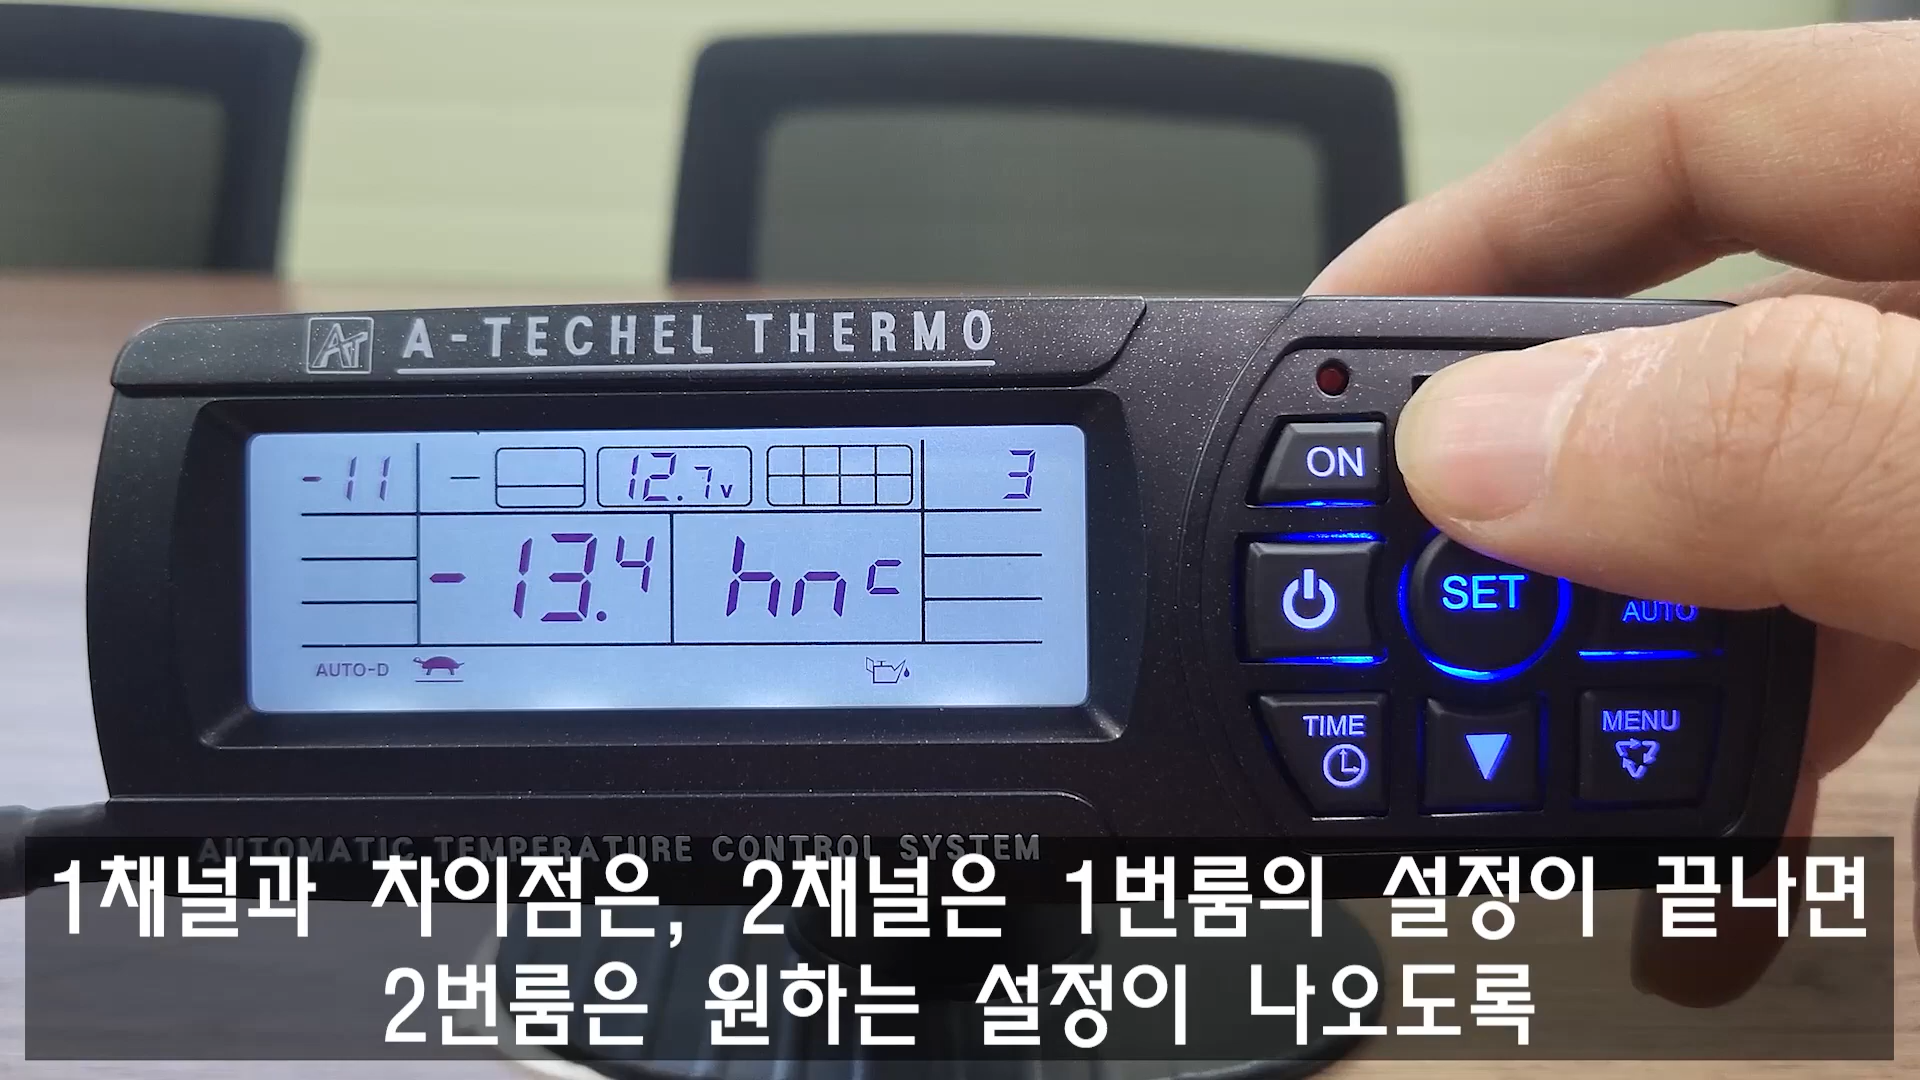 AT A-TECHEL THERMO
-11 12.7v 3
-13.4 hnc
AUTO-D
ON
SET
AUTO
TIME
MENU
AUTOMATIC TEMPERATURE CONTROL SYSTEM
1채널과 차이점은, 2채널은 1번룸의 설정이 끝나면
2번룸은 원하는 설정이 나오도록